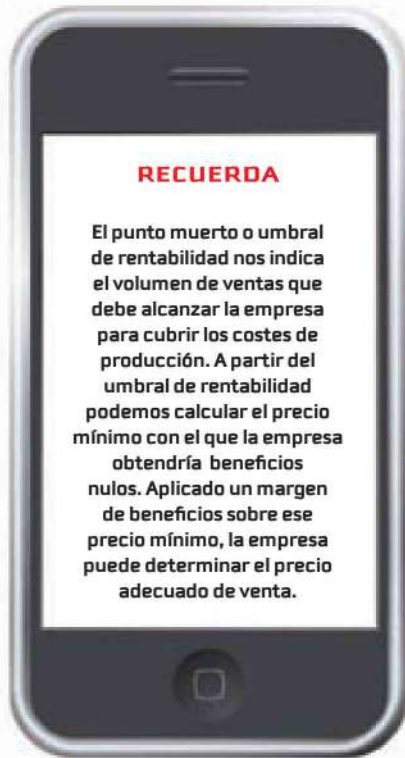 RECUERDA
El punto muerto o umbral
de rentabilidad nos indica
el volumen de ventas que
debe alcanzar la empresa
para cubrir los costes de
producción. A partir del
umbral de rentabilidad
podemos calcular el precio
mínimo con el que la empresa
obtendría beneficios
nulos. Aplicado un margen
de beneficios sobre ese
precio mínimo, la empresa
puede determinar el precio
adecuado de venta.